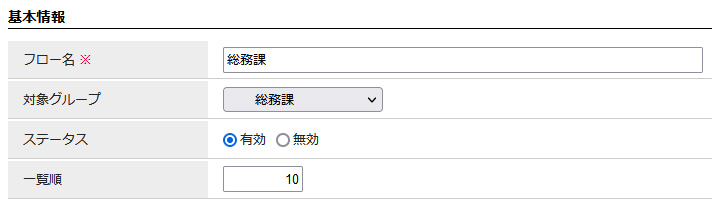 基本情報
フロー名 ※ 総務課
対象グループ 総務課
ステータス 有効 無効
一覧順 10